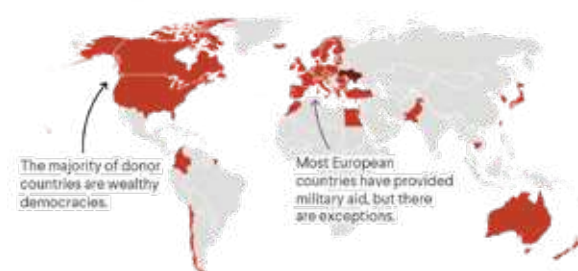 The majority of donor
countries are wealthy
democracies.
Most European
countries have provided
military aid, but there
are exceptions.